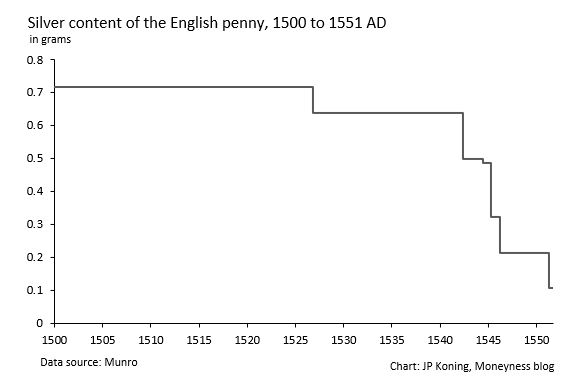 Silver content of the English penny, 1500 to 1551 AD
in grams
0.8
0.7
0.6
0.5
0.4
0.3
0.2
0.1
0
1500 1505 1510 1515 1520 1525 1530 1535 1540 1545 1550
Data source: Munro
Chart: JP Koning, Moneyness blog